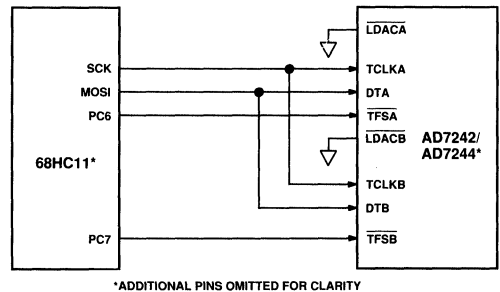 LDACA
SCK
TCLKA
MOSI
DTA
PC6
TFSA
LDACB
AD7242/
AD7244*
68HC11*
TCLKB
DTB
PC7
TFSB
*ADDITIONAL PINS OMITTED FOR CLARITY